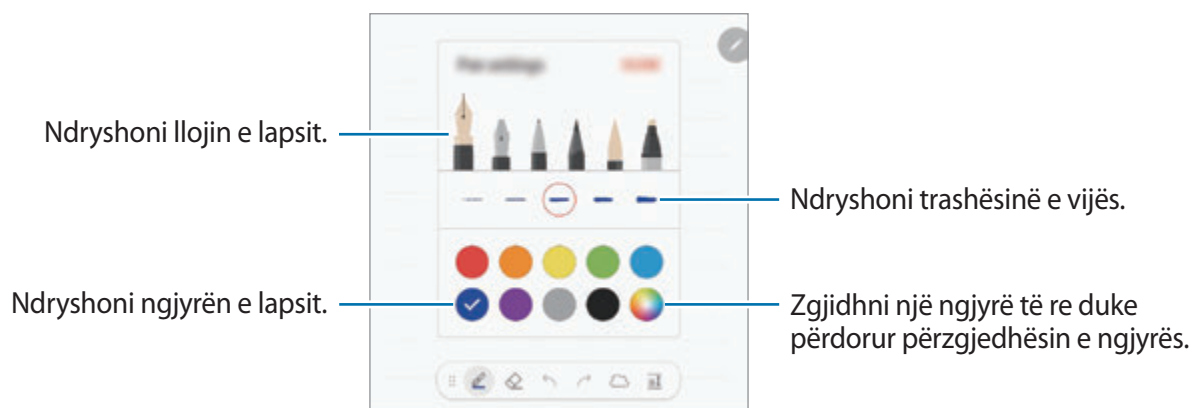 Ndryshoni llojin e lapsit.
Ndryshoni trashësinë e vijës.
Ndryshoni ngjyrën e lapsit.
Zgjidhni një ngjyrë të re duke
përdorur përzgjedhësin e ngjyrës.